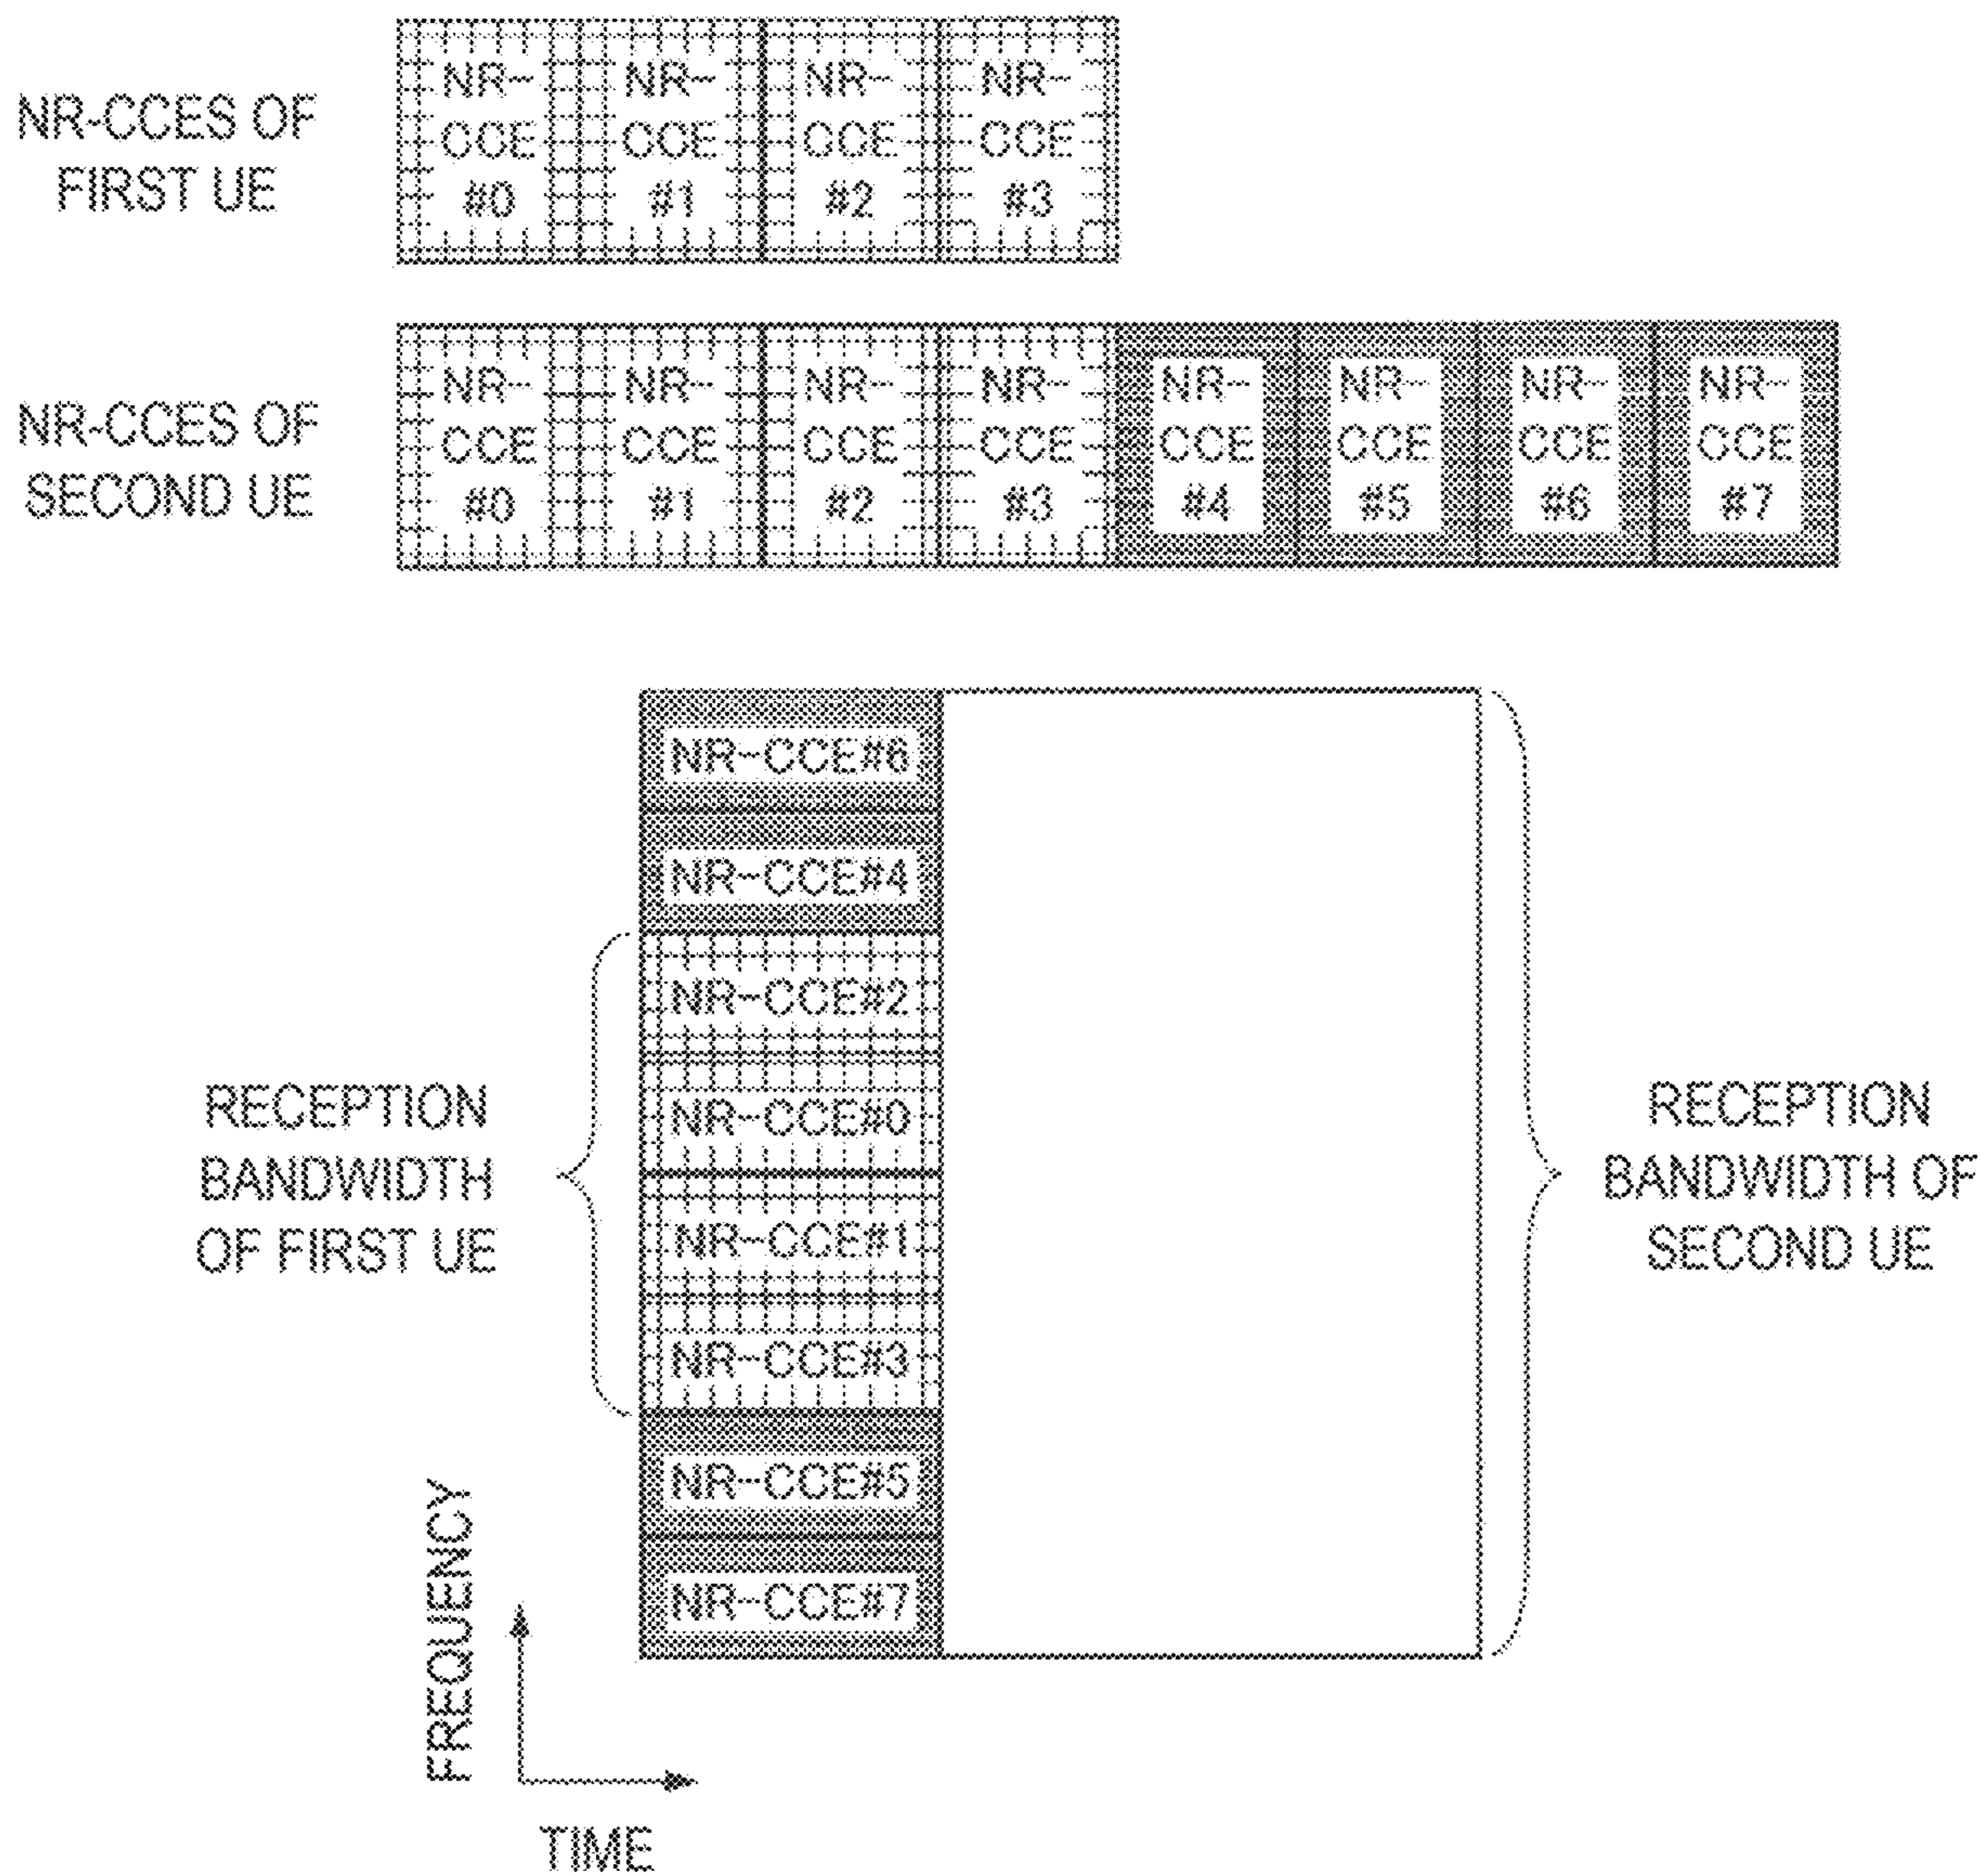 NR-CCES OF
FIRST UE
NR-
CCE
#0
NR-
CCE
#1
NR-
CCE
#2
NR-
CCE
#3
NR-CCES OF
SECOND UE
NR-
CCE
#0
NR-
CCE
#1
NR-
CCE
#2
NR-
CCE
#3
NR-
CCE
#4
NR-
CCE
#5
NR-
CCE
#6
NR-
CCE
#7
NR-CCE#6
NR-CCE#4
NR-CCE#2
NR-CCE#0
NR-CCE#1
NR-CCE#3
NR-CCE#5
NR-CCE#7
RECEPTION
BANDWIDTH
OF FIRST UE
RECEPTION
BANDWIDTH OF
SECOND UE
FREQUENCY
TIME